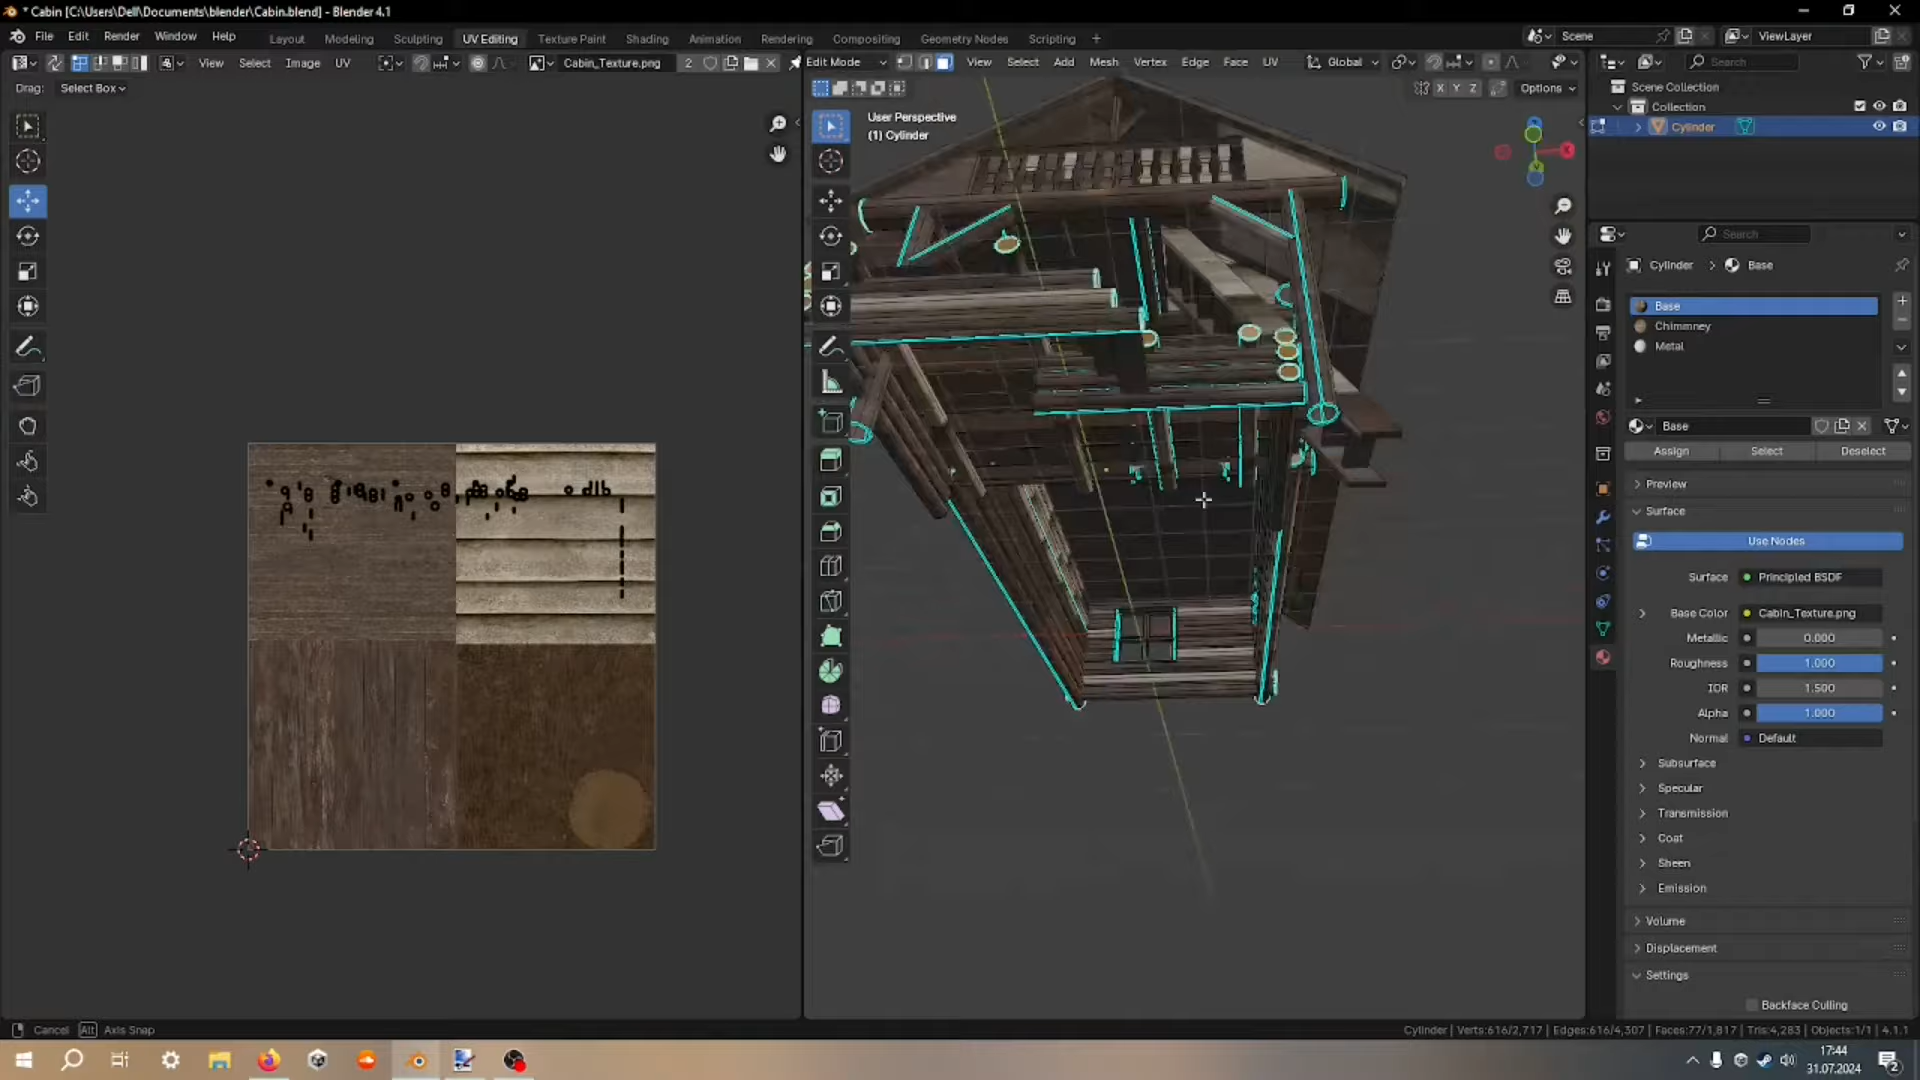 * Cabin [C:\Users\Dell\Documents\blender\Cabin.blend] - Blender 4.1
File Edit Render Window Help
Layout Modeling Sculpting UV Editing Texture Paint Shading Animation Rendering Compositing Geometry Nodes Scripting +
Scene
ViewLayer
View Select Image UV
Cabin_Texture.png 2
Edit Mode
View Select Add Mesh Vertex Edge Face UV
Global
Search
Drag: Select Box
X Y Z
Options
User Perspective
(1) Cylinder
Scene Collection
Collection
Cylinder
Search
Cylinder > Base
Base
Chimmney
Metal
Base
Assign Select Deselect
Preview
Surface
Use Nodes
Surface Principled BSDF
Base Color Cabin_Texture.png
Metallic 0.000
Roughness 1.000
IOR 1.500
Alpha 1.000
Normal Default
Subsurface
Specular
Transmission
Coat
Sheen
Emission
Volume
Displacement
Settings
Backface Culling
Cancel Alt Axis Snap
Cylinder | Verts:616/2,717 | Edges:616/4,307 | Faces:77/1,817 | Tris:4,283 | Objects:1/1 | 4.1.1
17:44
31.07.2024
2